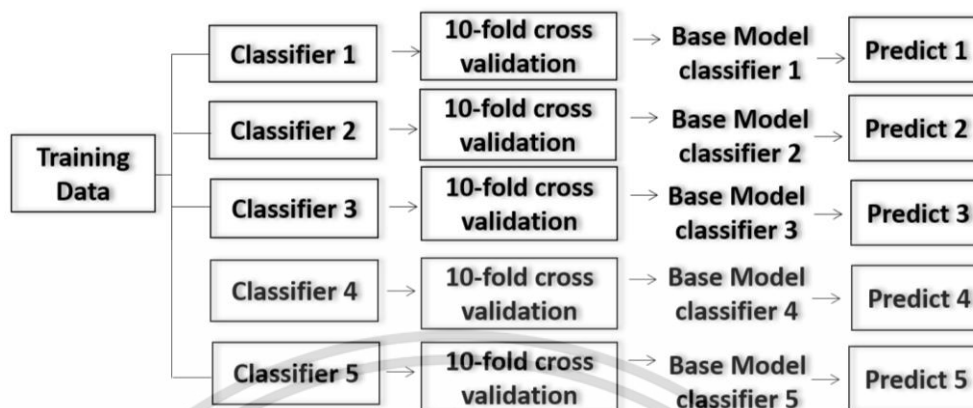 Training
Data
Classifier 1
10-fold cross
validation
Base Model
classifier 1
Predict 1
Classifier 2
10-fold cross
validation
Base Model
classifier 2
Predict 2
Classifier 3
10-fold cross
validation
Base Model
classifier 3
Predict 3
Classifier 4
10-fold cross
validation
Base Model
classifier 4
Predict 4
Classifier 5
10-fold cross
validation
Base Model
classifier 5
Predict 5